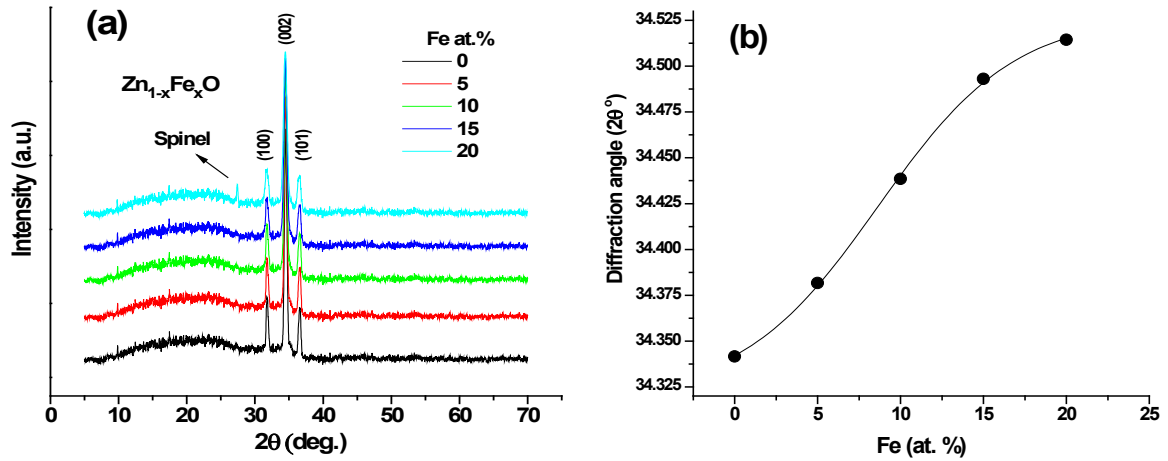 (a)
(002)
Fe at.%
0
5
10
15
20
Zn1-xFexO
Spinel
(100)
(101)
Intensity (a.u.)
0 10 20 30 40 50 60 70
2θ (deg.)
(b)
34.525
34.500
34.475
34.450
34.425
34.400
34.375
34.350
34.325
Diffraction angle (2θ°)
0 5 10 15 20 25
Fe (at. %)